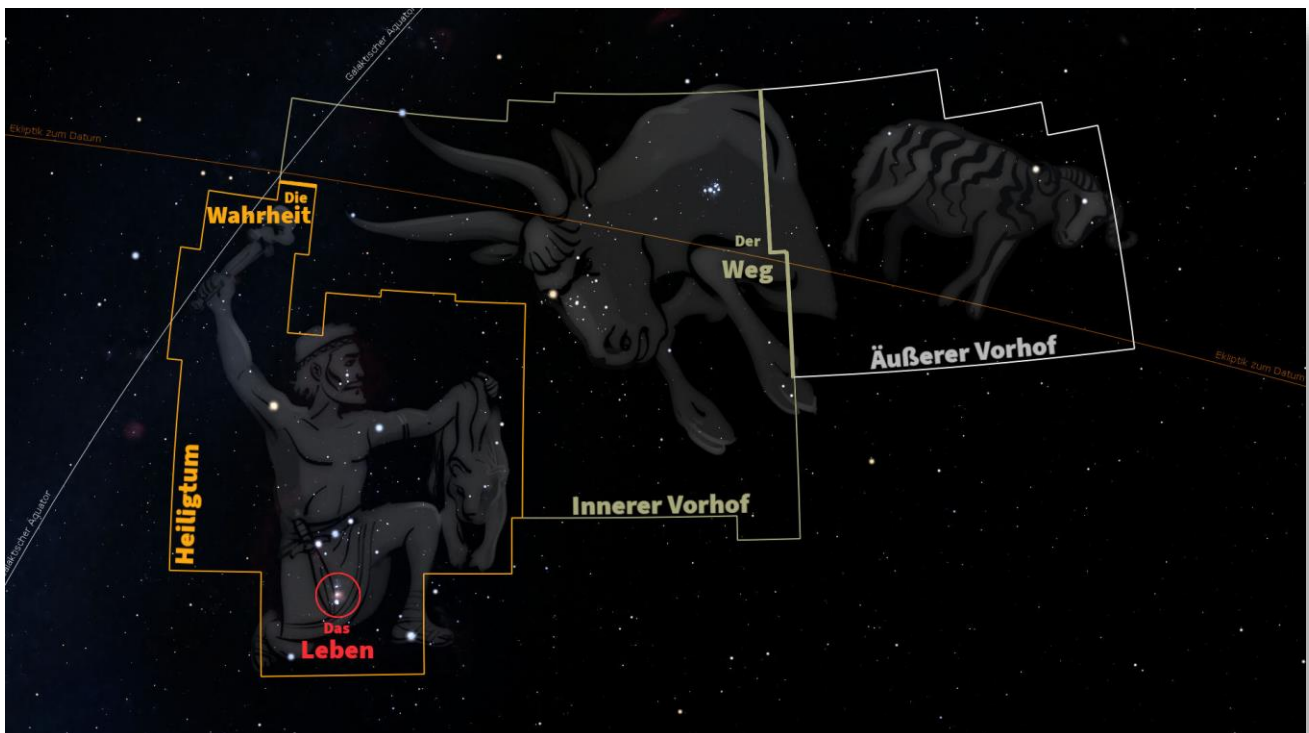 Galaktischer Äquator
Ekliptik zum Datum
Die
Wahrheit
Der
Weg
Äußerer Vorhof
Ekliptik zum Datum
Heiligtum
Innerer Vorhof
Galaktischer Äquator
Das
Leben